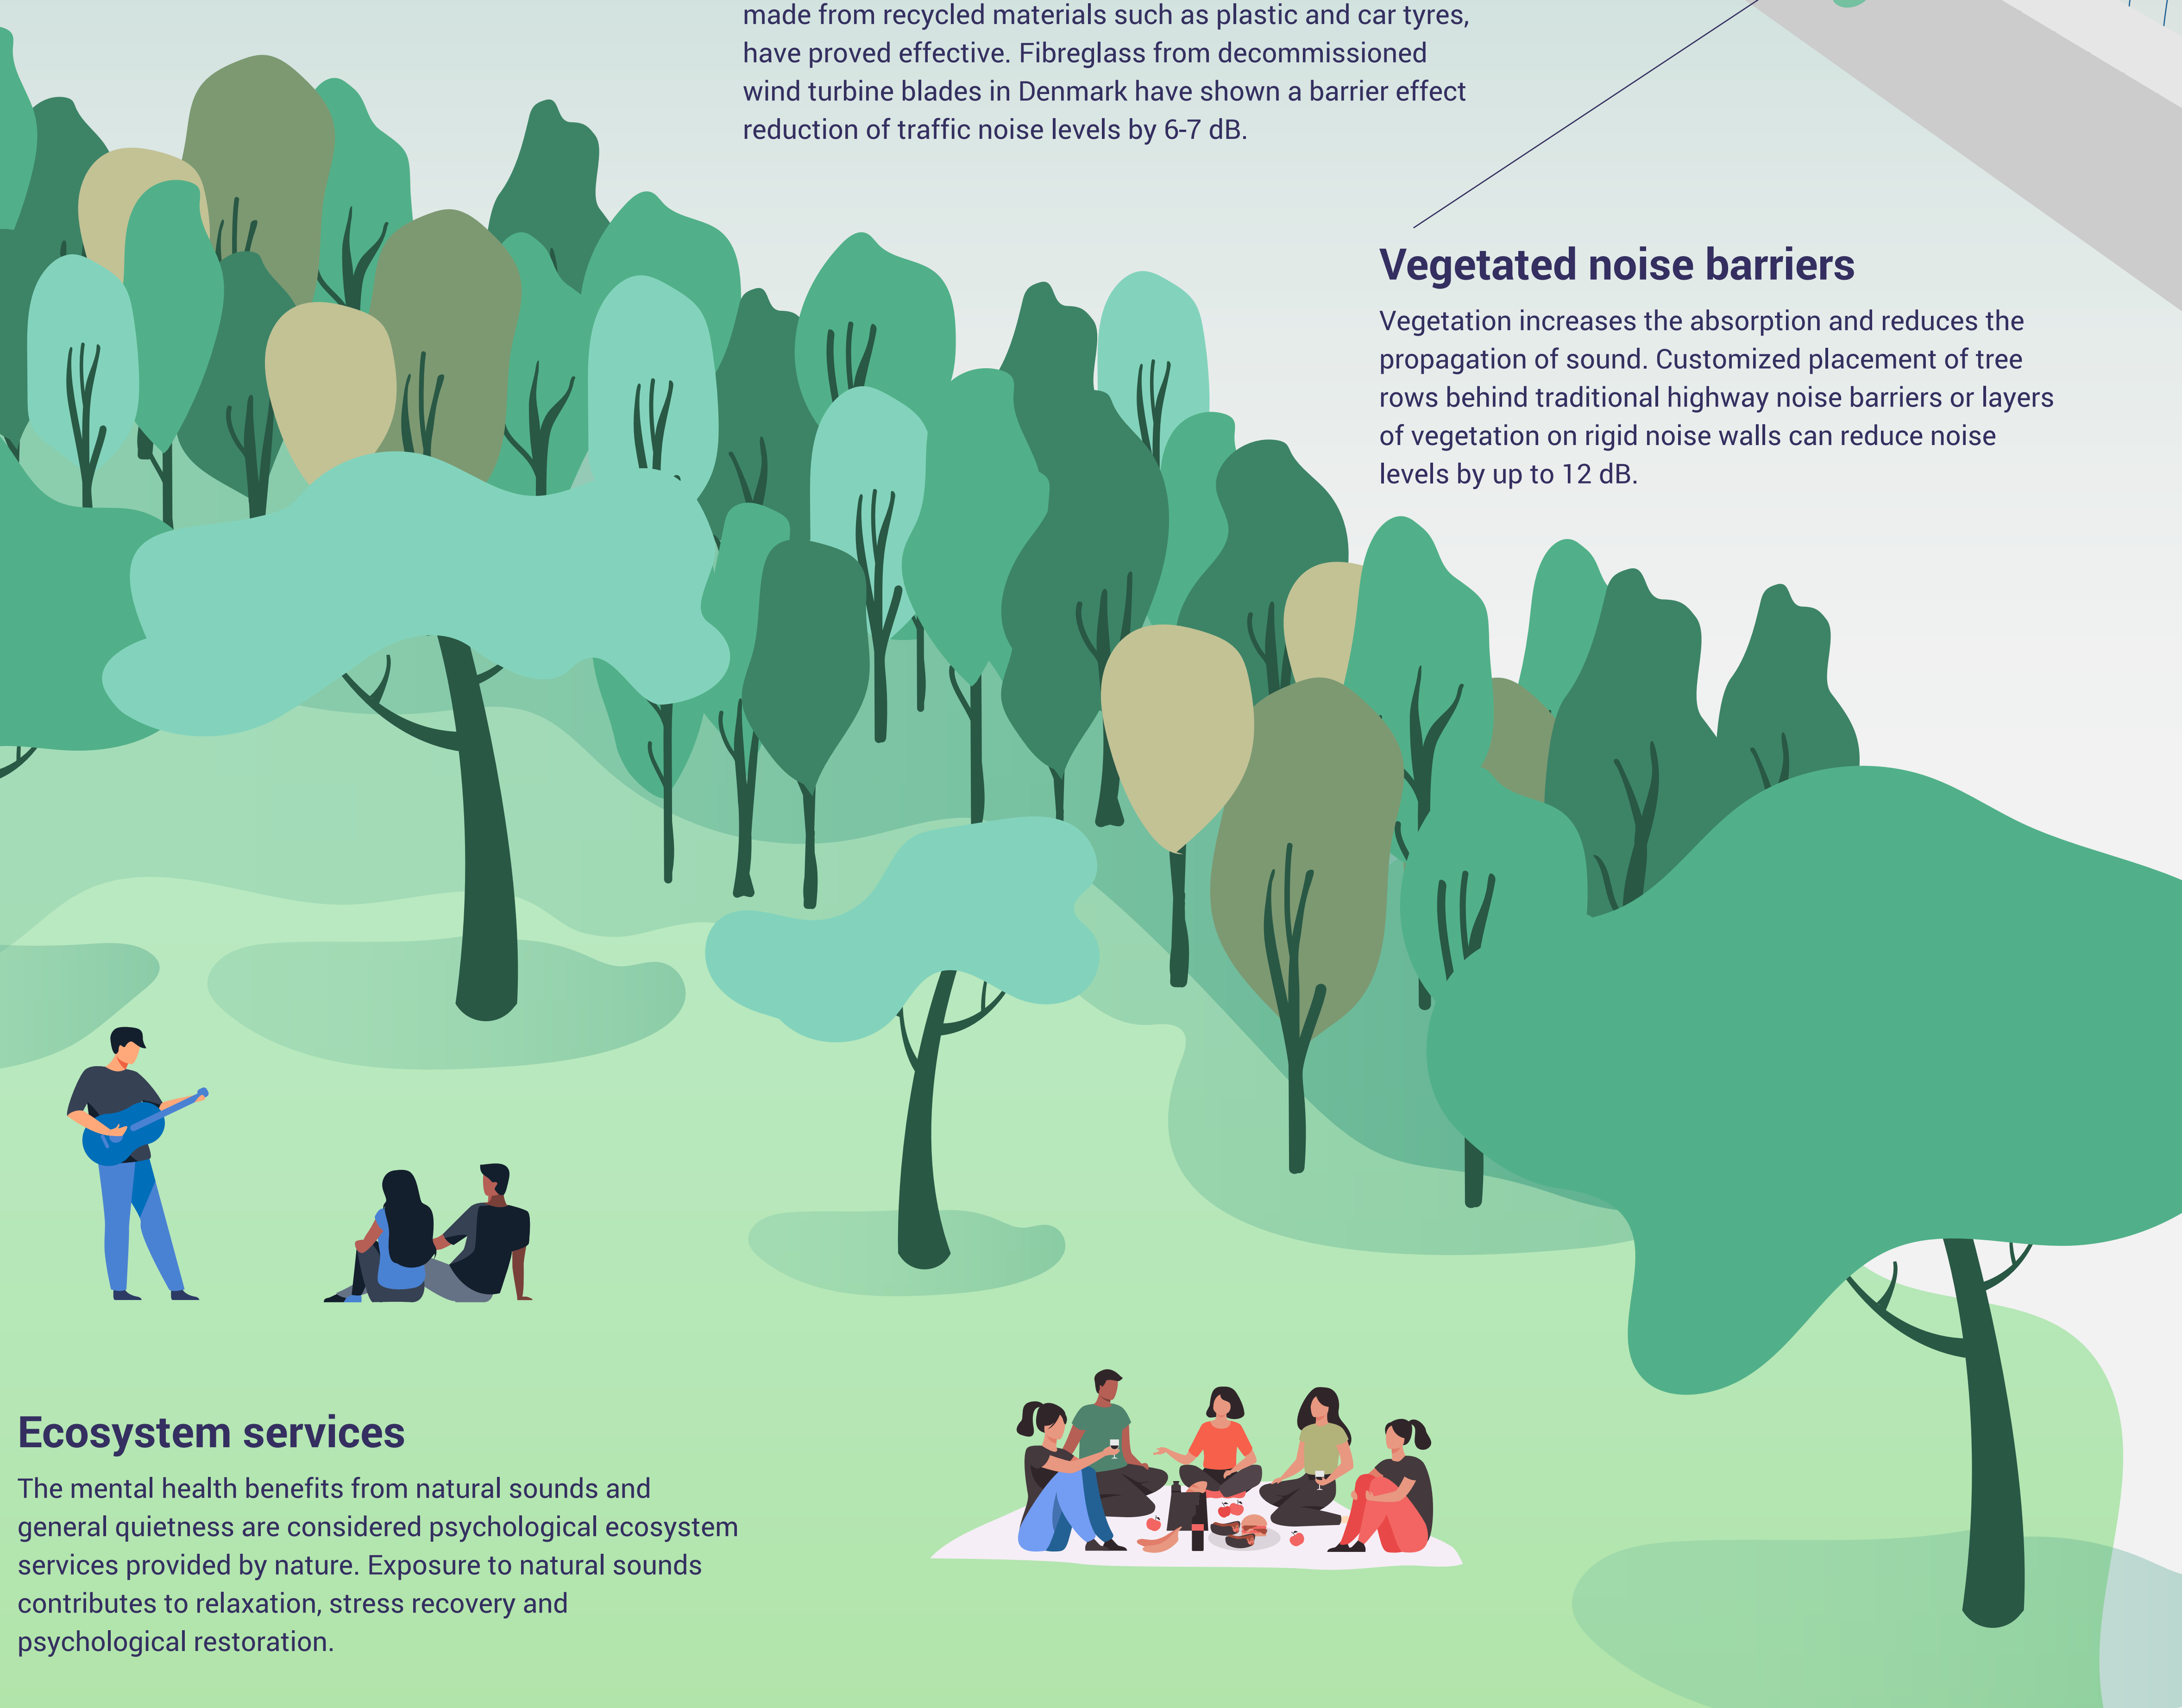 made from recycled materials such as plastic and car tyres,
have proved effective. Fibreglass from decommissioned
wind turbine blades in Denmark have shown a barrier effect
reduction of traffic noise levels by 6-7 dB.
Vegetated noise barriers
Vegetation increases the absorption and reduces the
propagation of sound. Customized placement of tree
rows behind traditional highway noise barriers or layers
of vegetation on rigid noise walls can reduce noise
levels by up to 12 dB.
Ecosystem services
The mental health benefits from natural sounds and
general quietness are considered psychological ecosystem
services provided by nature. Exposure to natural sounds
contributes to relaxation, stress recovery and
psychological restoration.